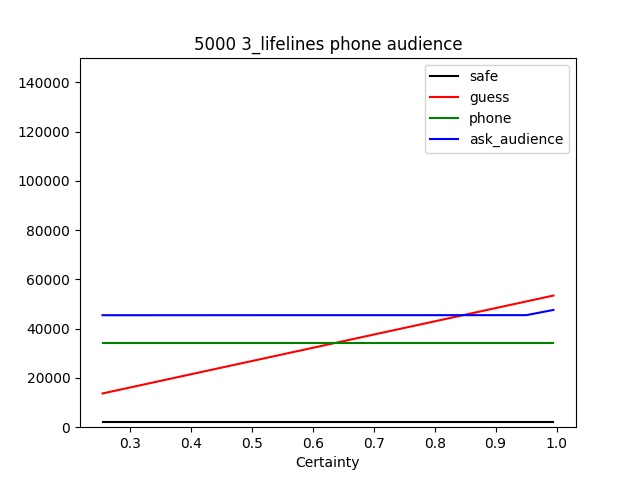 5000 3_lifelines phone audience
safe
guess
phone
ask_audience
140000
120000
100000
80000
60000
40000
20000
0
0.3 0.4 0.5 0.6 0.7 0.8 0.9 1.0
Certainty